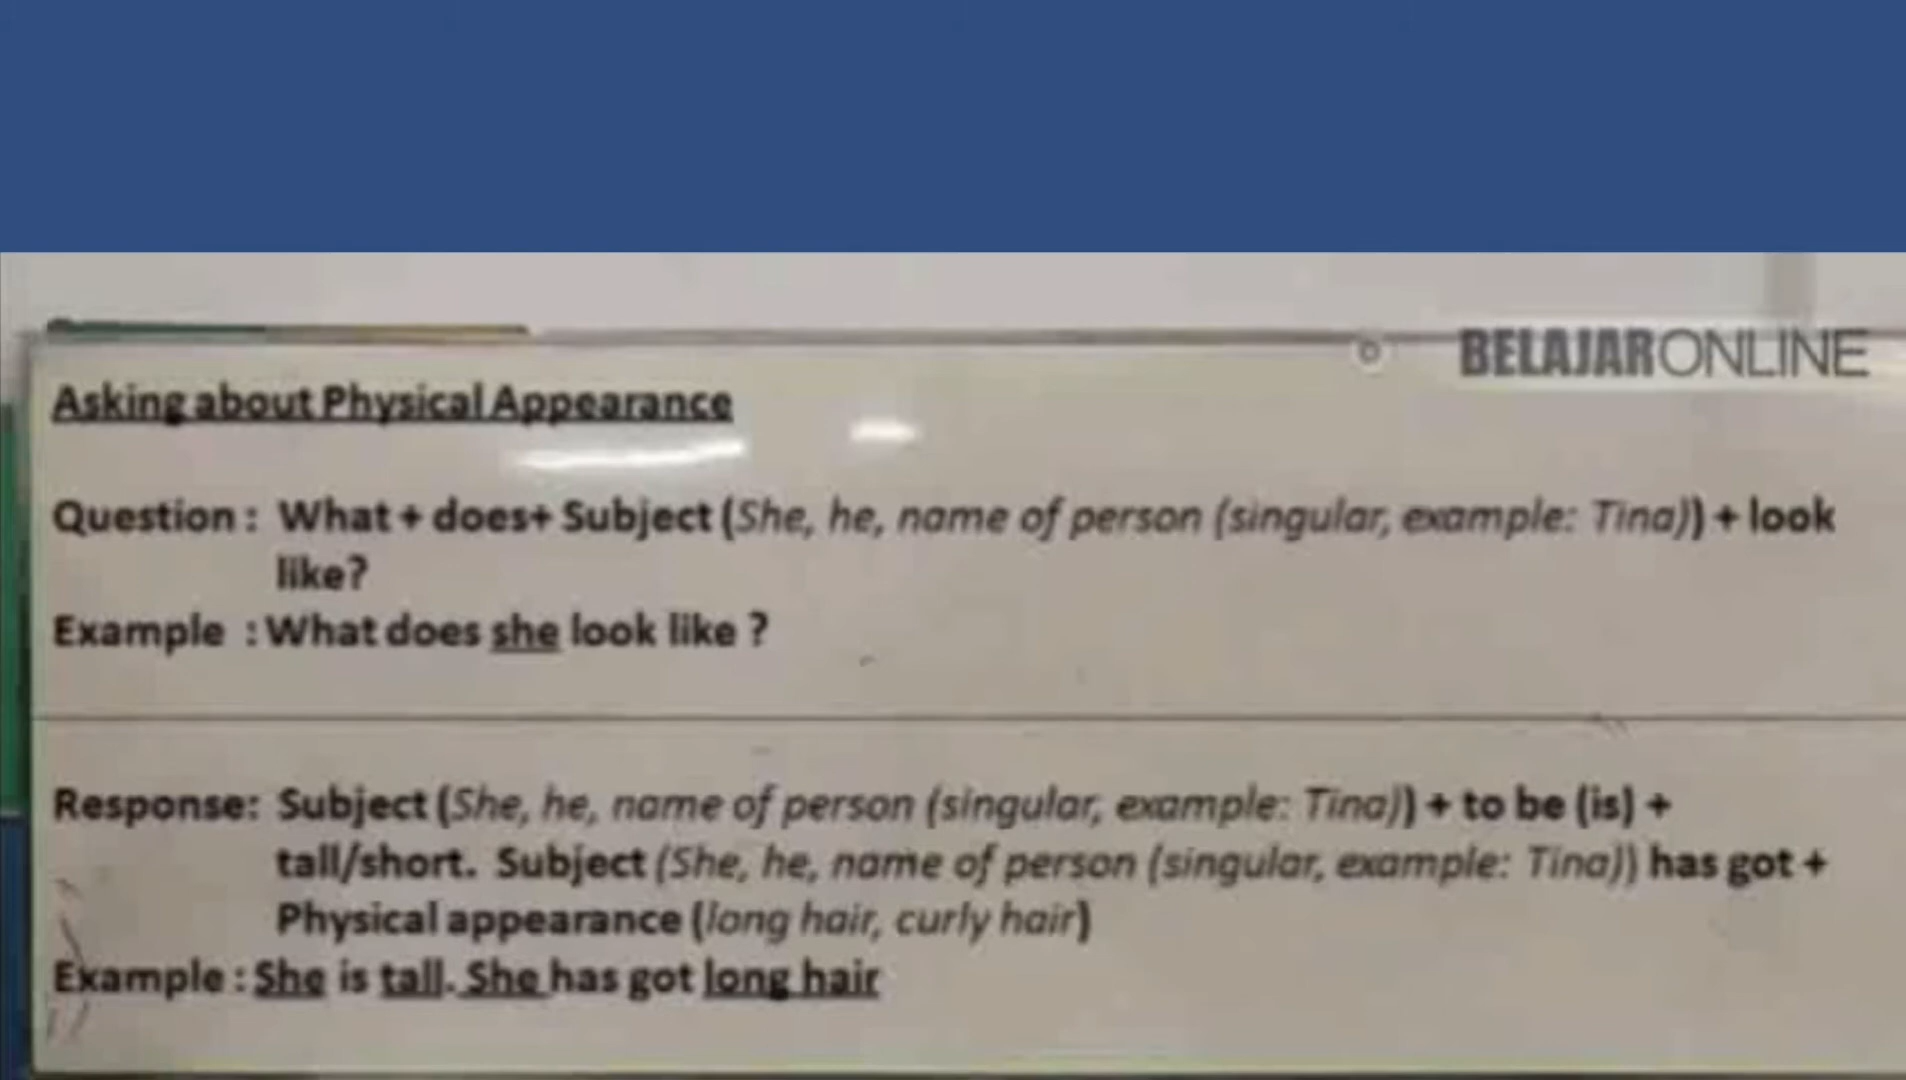 BELAJARONLINE
Asking about Physical Appearance
Question : What + does+ Subject (She, he, name of person (singular, example: Tina)) + look
like?
Example : What does she look like ?
Response: Subject (She, he, name of person (singular, example: Tina)) + to be (is) +
tall/short. Subject (She, he, name of person (singular, example: Tina)) has got +
Physical appearance (long hair, curly hair)
Example : She is tall. She has got long hair